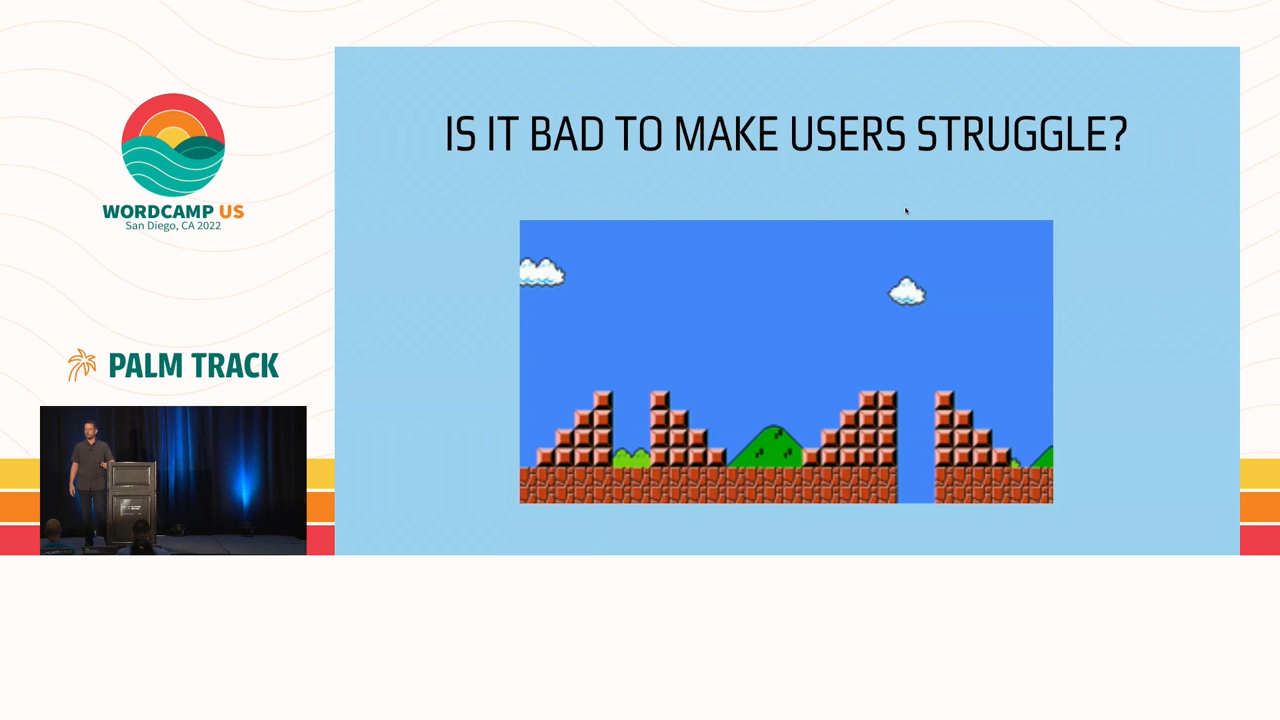 WORDCAMP US
San Diego, CA 2022
PALM TRACK
IS IT BAD TO MAKE USERS STRUGGLE?